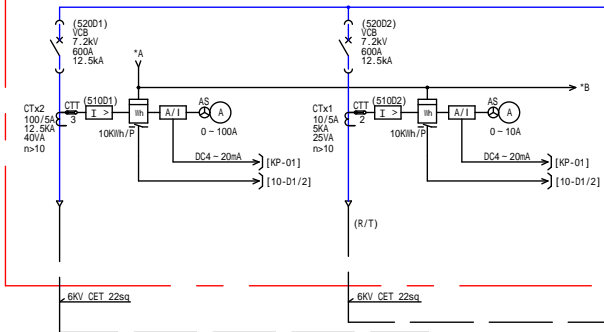 (520D1)
VCB
7.2kV
600A
12.5kA
*A
(520D2)
VCB
7.2kV
600A
12.5kA
*B
CTx2
100/5A
12.5KA
40VA
n>10
CTT
3
(510D1)
I >
Wh
10KWh/P
A/I
AS
A
0~100A
DC4~20mA
[KP-01]
[10-D1/2]
CTx1
10/5A
5KA
25VA
n>10
CTT
2
(510D2)
I >
Wh
10KWh/P
A/I
AS
A
0~10A
DC4~20mA
[KP-01]
[10-D1/2]
(R/T)
6KV CET 22sq
6KV CET 22sq